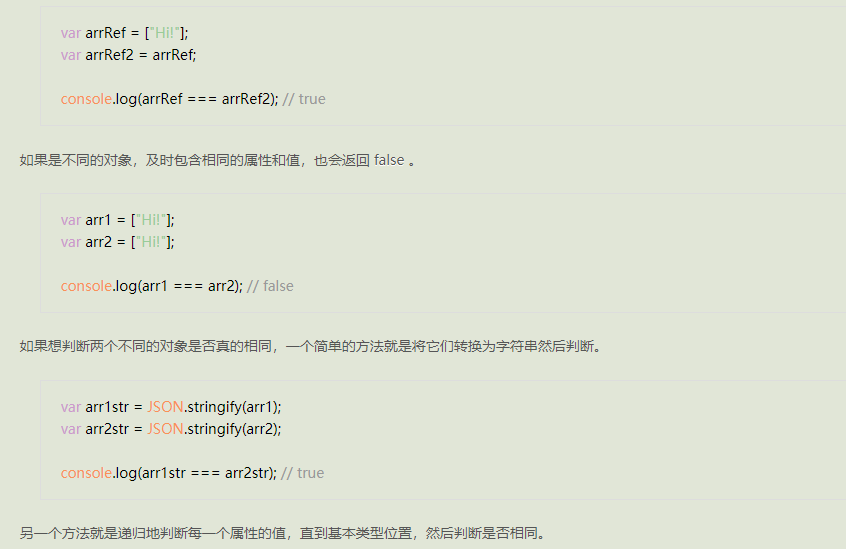 var arrRef = ["Hi!"];
var arrRef2 = arrRef;
console.log(arrRef === arrRef2); // true
如果是不同的对象，及时包含相同的属性和值，也会返回 false 。
var arr1 = ["Hi!"];
var arr2 = ["Hi!"];
console.log(arr1 === arr2); // false
如果想判断两个不同的对象是否真的相同，一个简单的方法就是将它们转换为字符串然后判断。
var arr1str = JSON.stringify(arr1);
var arr2str = JSON.stringify(arr2);
console.log(arr1str === arr2str); // true
另一个方法就是递归地判断每一个属性的值，直到基本类型位置，然后判断是否相同。